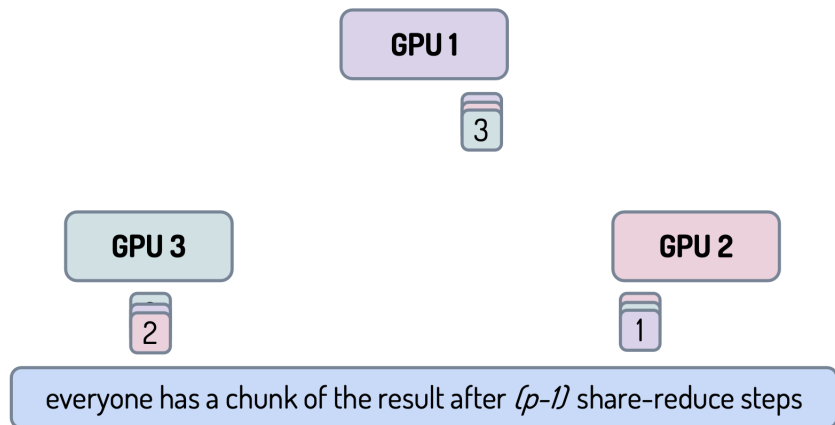 GPU 1
3
GPU 3
GPU 2
2
1
everyone has a chunk of the result after (p-1) share-reduce steps